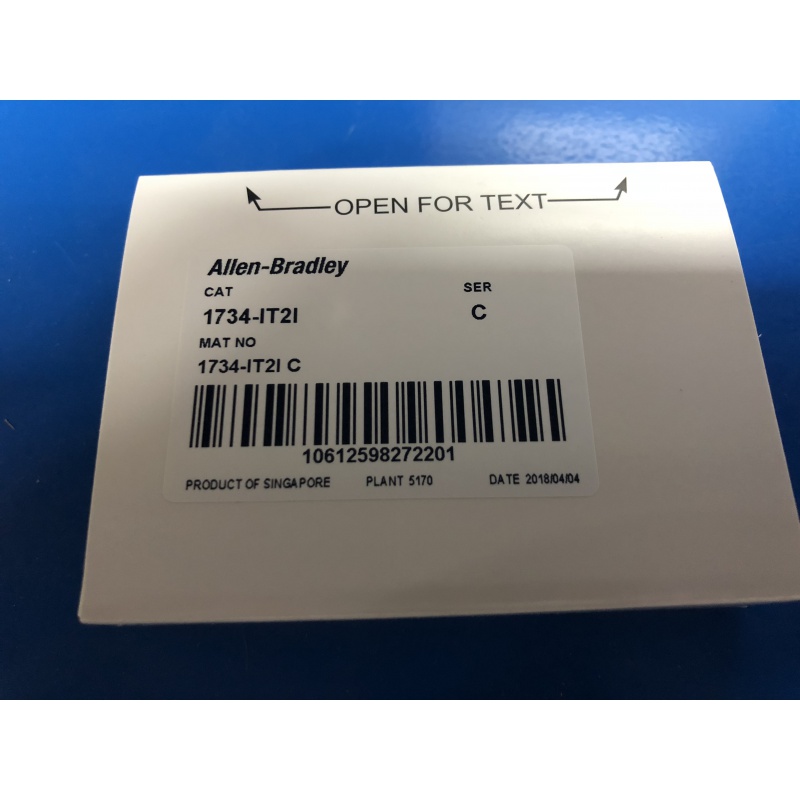 OPEN FOR TEXT
Allen-Bradley
CAT SER
1734-IT2I C
MAT NO
1734-IT2I C
10612598272201
PRODUCT OF SINGAPORE PLANT 5170 DATE 2018/04/04